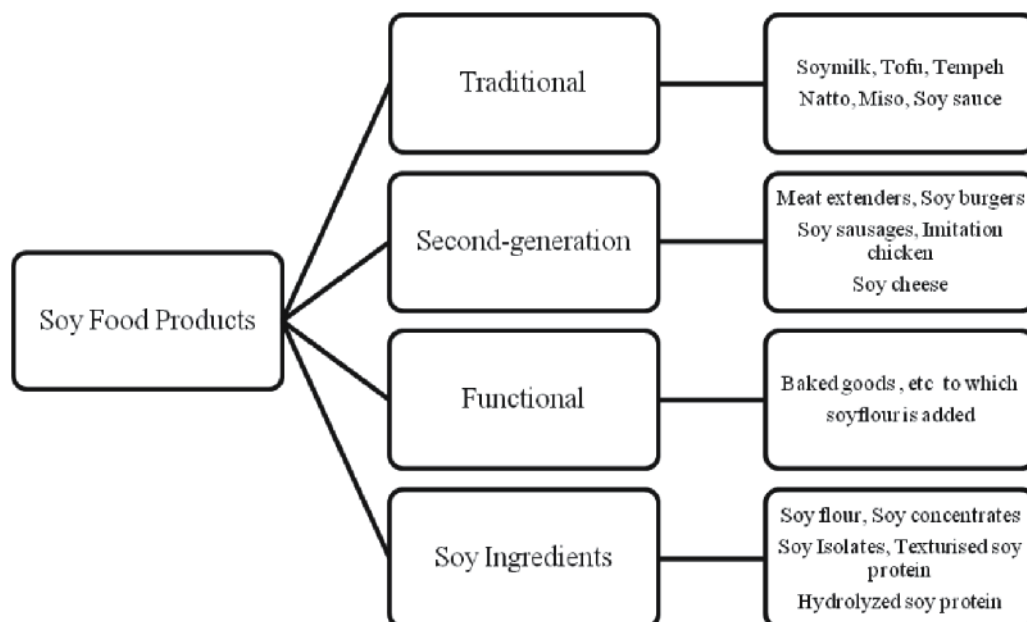 Traditional
Soymilk, Tofu, Tempeh
Natto, Miso, Soy sauce
Second-generation
Meat extenders, Soy burgers
Soy sausages, Imitation
chicken
Soy cheese
Soy Food Products
Functional
Baked goods , etc to which
soyflour is added
Soy Ingredients
Soy flour, Soy concentrates
Soy Isolates, Texturised soy
protein
Hydrolyzed soy protein